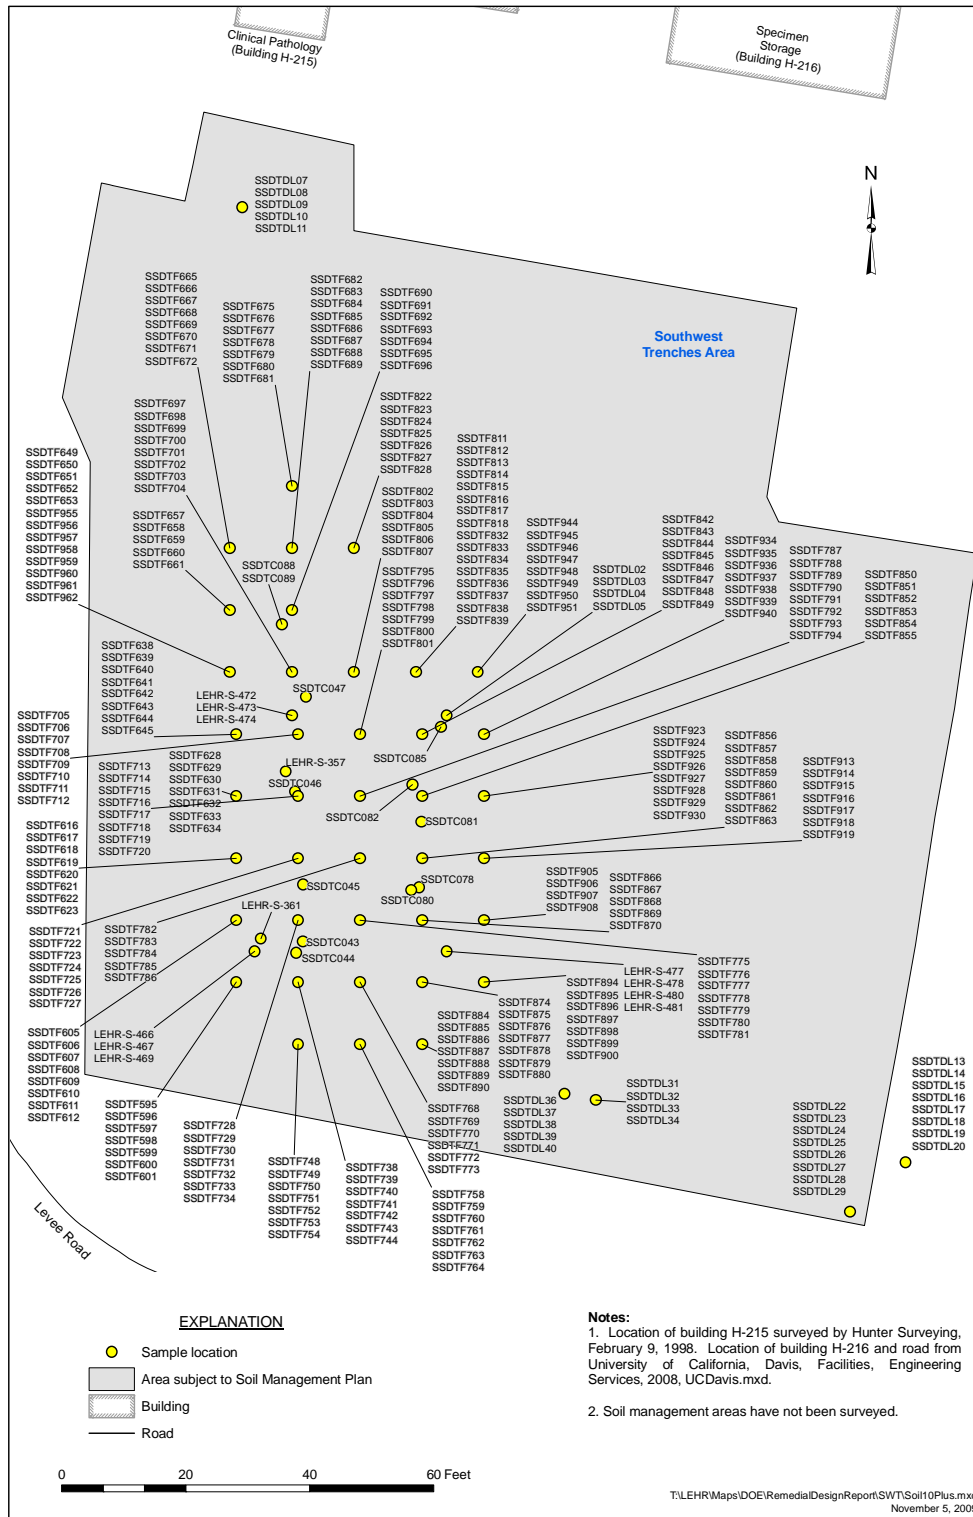 Clinical Pathology
(Building H-215)
Specimen
Storage
(Building H-216)
N
SSDTDL07
SSDTDL08
SSDTDL09
SSDTDL10
SSDTDL11
Southwest
Trenches Area
SSDTF665
SSDTF666
SSDTF667
SSDTF668
SSDTF669
SSDTF670
SSDTF671
SSDTF672
SSDTF675
SSDTF676
SSDTF677
SSDTF678
SSDTF679
SSDTF680
SSDTF681
SSDTF682
SSDTF683
SSDTF684
SSDTF685
SSDTF686
SSDTF687
SSDTF688
SSDTF689
SSDTF690
SSDTF691
SSDTF692
SSDTF693
SSDTF694
SSDTF695
SSDTF696
SSDTF697
SSDTF698
SSDTF699
SSDTF700
SSDTF701
SSDTF702
SSDTF703
SSDTF704
SSDTF822
SSDTF823
SSDTF824
SSDTF825
SSDTF826
SSDTF827
SSDTF828
SSDTF649
SSDTF650
SSDTF651
SSDTF652
SSDTF653
SSDTF955
SSDTF956
SSDTF957
SSDTF958
SSDTF959
SSDTF960
SSDTF961
SSDTF962
SSDTF657
SSDTF658
SSDTF659
SSDTF660
SSDTF661
SSDTC088
SSDTC089
SSDTF802
SSDTF803
SSDTF804
SSDTF805
SSDTF806
SSDTF807
SSDTF795
SSDTF796
SSDTF797
SSDTF798
SSDTF799
SSDTF800
SSDTF801
SSDTF811
SSDTF812
SSDTF813
SSDTF814
SSDTF815
SSDTF816
SSDTF817
SSDTF818
SSDTF832
SSDTF833
SSDTF834
SSDTF835
SSDTF836
SSDTF837
SSDTF838
SSDTF839
SSDTF944
SSDTF945
SSDTF946
SSDTF947
SSDTF948
SSDTF949
SSDTF950
SSDTF951
SSDTDL02
SSDTDL03
SSDTDL04
SSDTDL05
SSDTF842
SSDTF843
SSDTF844
SSDTF845
SSDTF846
SSDTF847
SSDTF848
SSDTF849
SSDTF934
SSDTF935
SSDTF936
SSDTF937
SSDTF938
SSDTF939
SSDTF940
SSDTF787
SSDTF788
SSDTF789
SSDTF790
SSDTF791
SSDTF792
SSDTF793
SSDTF794
SSDTF850
SSDTF851
SSDTF852
SSDTF853
SSDTF854
SSDTF855
SSDTF638
SSDTF639
SSDTF640
SSDTF641
SSDTF642
SSDTF643
SSDTF644
SSDTF645
LEHR-S-472
LEHR-S-473
LEHR-S-474
SSDTC047
SSDTC085
SSDTF705
SSDTF706
SSDTF707
SSDTF708
SSDTF709
SSDTF710
SSDTF711
SSDTF712
SSDTF713
SSDTF714
SSDTF715
SSDTF716
SSDTF717
SSDTF718
SSDTF719
SSDTF720
SSDTF628
SSDTF629
SSDTF630
SSDTF631
SSDTF632
SSDTF633
SSDTF634
LEHR-S-357
SSDTC046
SSDTC082
SSDTC081
SSDTF923
SSDTF924
SSDTF925
SSDTF926
SSDTF927
SSDTF928
SSDTF929
SSDTF930
SSDTF856
SSDTF857
SSDTF858
SSDTF859
SSDTF860
SSDTF861
SSDTF862
SSDTF863
SSDTF913
SSDTF914
SSDTF915
SSDTF916
SSDTF917
SSDTF918
SSDTF919
SSDTF616
SSDTF617
SSDTF618
SSDTF619
SSDTF620
SSDTF621
SSDTF622
SSDTF623
SSDTC045
SSDTC078
SSDTC080
SSDTF905
SSDTF906
SSDTF907
SSDTF908
SSDTF866
SSDTF867
SSDTF868
SSDTF869
SSDTF870
LEHR-S-361
SSDTF721
SSDTF722
SSDTF723
SSDTF724
SSDTF725
SSDTF726
SSDTF727
SSDTF782
SSDTF783
SSDTF784
SSDTF785
SSDTF786
SSDTC043
SSDTC044
SSDTF775
SSDTF776
SSDTF777
SSDTF778
SSDTF779
SSDTF780
SSDTF781
LEHR-S-477
LEHR-S-478
LEHR-S-480
LEHR-S-481
SSDTF894
SSDTF895
SSDTF896
SSDTF897
SSDTF898
SSDTF899
SSDTF900
SSDTF874
SSDTF875
SSDTF876
SSDTF877
SSDTF878
SSDTF879
SSDTF880
SSDTF884
SSDTF885
SSDTF886
SSDTF887
SSDTF888
SSDTF889
SSDTF890
SSDTF605
SSDTF606
SSDTF607
SSDTF608
SSDTF609
SSDTF610
SSDTF611
SSDTF612
LEHR-S-466
LEHR-S-467
LEHR-S-469
SSDTF595
SSDTF596
SSDTF597
SSDTF598
SSDTF599
SSDTF600
SSDTF601
SSDTF728
SSDTF729
SSDTF730
SSDTF731
SSDTF732
SSDTF733
SSDTF734
SSDTF748
SSDTF749
SSDTF750
SSDTF751
SSDTF752
SSDTF753
SSDTF754
SSDTF738
SSDTF739
SSDTF740
SSDTF741
SSDTF742
SSDTF743
SSDTF744
SSDTF768
SSDTF769
SSDTF770
SSDTF771
SSDTF772
SSDTF773
SSDTF758
SSDTF759
SSDTF760
SSDTF761
SSDTF762
SSDTF763
SSDTF764
SSDTDL36
SSDTDL37
SSDTDL38
SSDTDL39
SSDTDL40
SSDTDL31
SSDTDL32
SSDTDL33
SSDTDL34
SSDTDL22
SSDTDL23
SSDTDL24
SSDTDL25
SSDTDL26
SSDTDL27
SSDTDL28
SSDTDL29
SSDTDL13
SSDTDL14
SSDTDL15
SSDTDL16
SSDTDL17
SSDTDL18
SSDTDL19
SSDTDL20
Levee Road
EXPLANATION
Sample location
Area subject to Soil Management Plan
Building
Road
0 20 40 60 Feet
Notes:
1. Location of building H-215 surveyed by Hunter Surveying,
February 9, 1998. Location of building H-216 and road from
University of California, Davis, Facilities, Engineering
Services, 2008, UCDavis.mxd.
2. Soil management areas have not been surveyed.
T:\LEHR\Maps\DOE\RemedialDesignReport\SWT\Soil10Plus.mxd
November 5, 2009